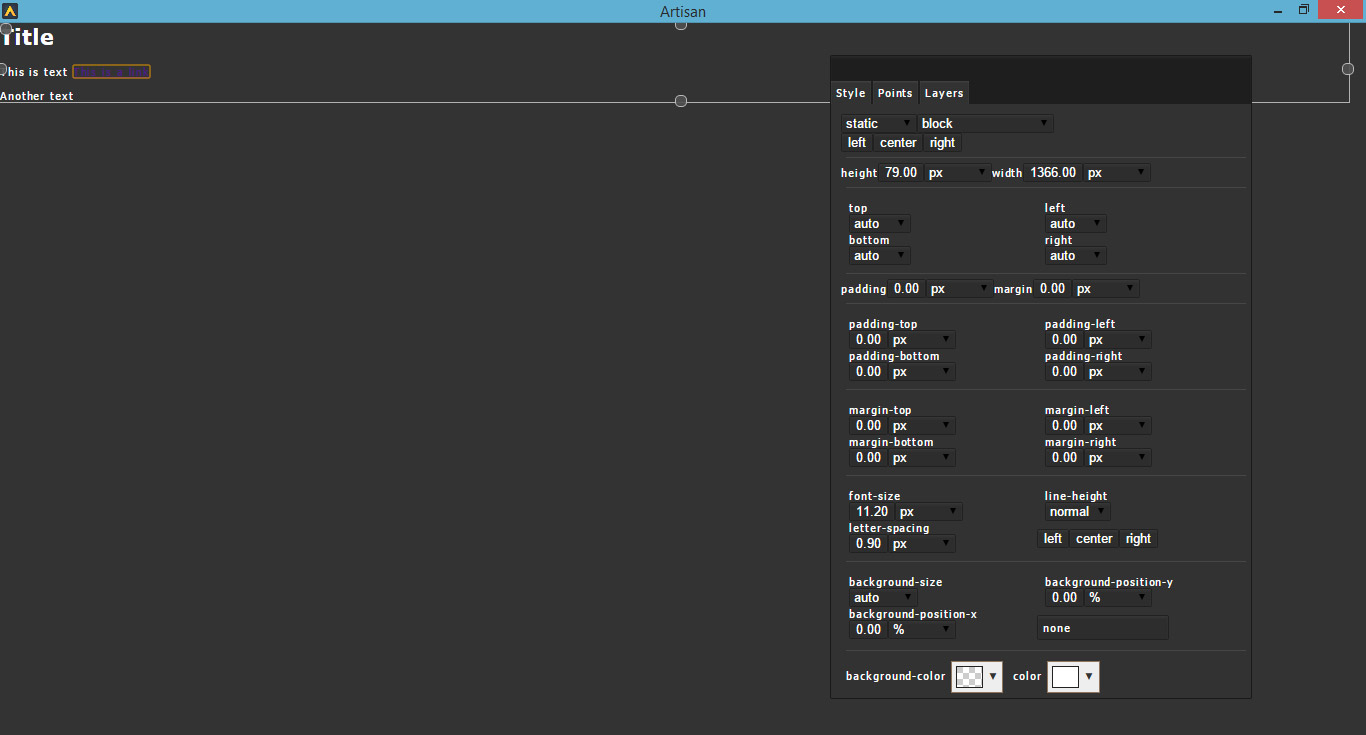 Artisan
Title
This is text
Another text
Style Points Layers
static block
left center right
height 79.00 px width 1366.00 px
top left
auto auto
bottom right
auto auto
padding 0.00 px margin 0.00 px
padding-top padding-left
0.00 px 0.00 px
padding-bottom padding-right
0.00 px 0.00 px
margin-top margin-left
0.00 px 0.00 px
margin-bottom margin-right
0.00 px 0.00 px
font-size line-height
11.20 px normal
letter-spacing
0.90 px left center right
background-size background-position-y
auto 0.00 %
background-position-x
0.00 % none
background-color color